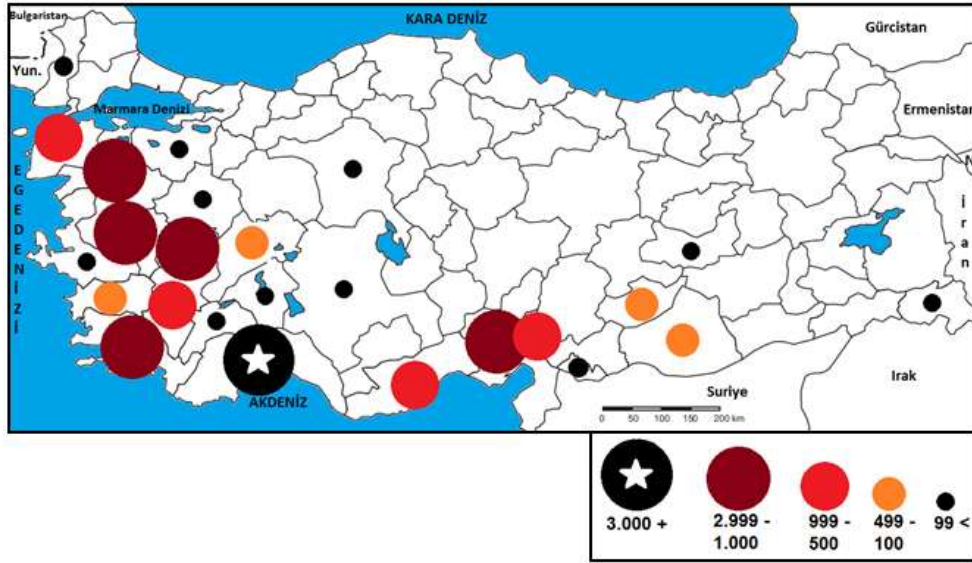 Bulgaristan
KARA DENİZ
Gürcistan
Yun.
Marmara Denizi
Ermenistan
E
G
E
D
E
N
İ
Z
İ
İ
r
a
n
AKDENİZ
Suriye
Irak
0 50 100 150 200 km
3.000 +
2.999 -
1.000
999 -
500
499 -
100
99 <